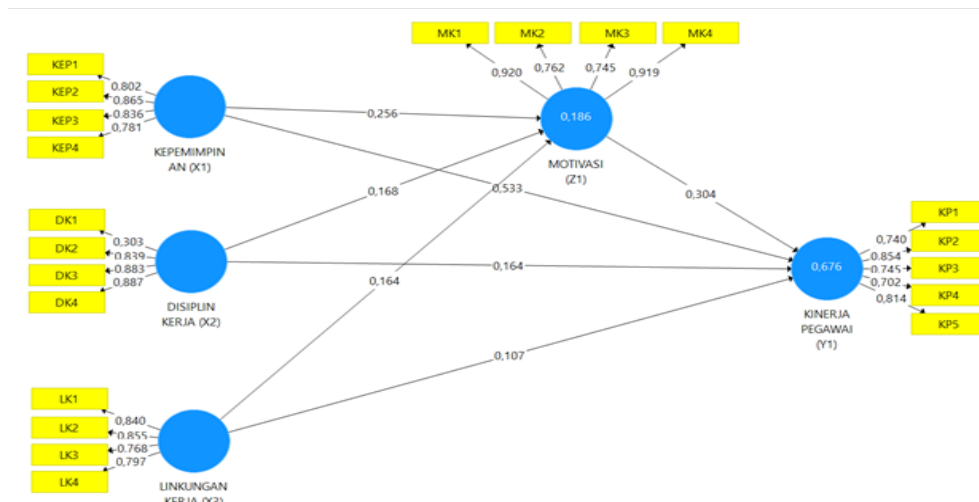 MK1
MK2
MK3
MK4
0,920
0,762
0,745
0,919
KEP1
KEP2
KEP3
KEP4
0,802
0,865
0,836
0,781
KEPEMIMPIN
AN (X1)
0,256
0,186
MOTIVASI
(Z1)
0,168
0,533
0,304
DK1
DK2
DK3
DK4
0,303
0,839
0,883
0,887
DISIPLIN
KERJA (X2)
0,164
0,164
0,676
KINERJA
PEGAWAI
(Y1)
KP1
KP2
KP3
KP4
KP5
0,740
0,854
0,745
0,702
0,814
0,107
LK1
LK2
LK3
LK4
0,840
0,855
0,768
0,797
LINKUNGAN
KERJA (X3)